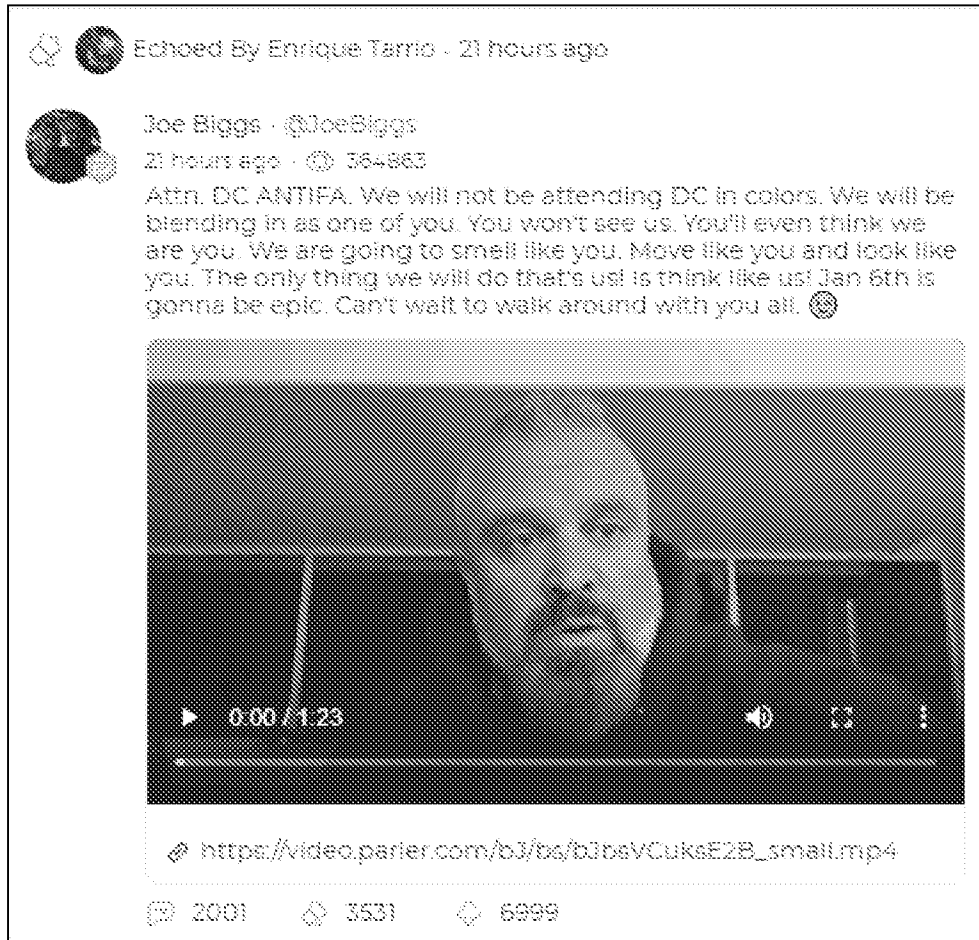 Echoed By Enrique Tarrio · 21 hours ago
Joe Biggs · @JoeBiggs
21 hours ago · 364863
Attn. DC ANTIFA. We will not be attending DC in colors. We will be
blending in as one of you. You won't see us. You'll even think we
are you. We are going to smell like you. Move like you and look like
you. The only thing we will do that's us! Is think like us! Jan 6th is
gonna be epic. Can't wait to walk around with you all.
0:00 / 1:23
https://video.parler.com/bJ/bs/bJbsVCuksE2B_small.mp4
2001 3531 6999